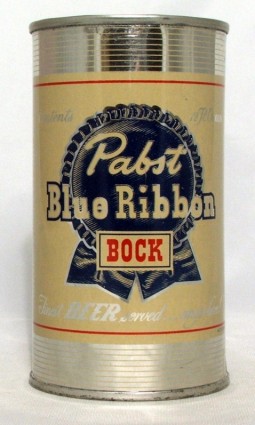 Pabst
Blue Ribbon
BOCK
Finest BEER served ...